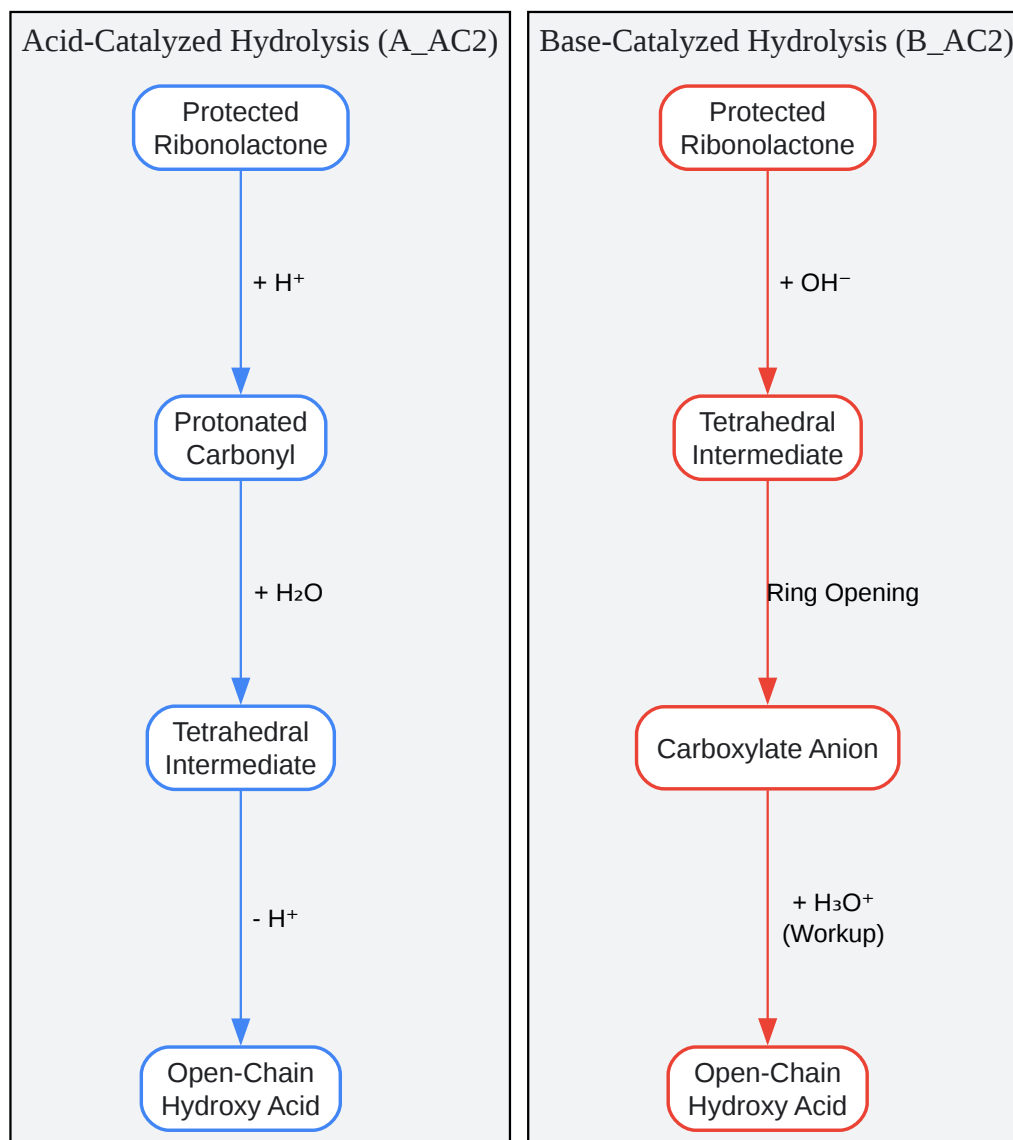 Acid-Catalyzed Hydrolysis (A_AC2)
Protected
Ribonolactone
+ H⁺
Protonated
Carbonyl
+ H₂O
Tetrahedral
Intermediate
- H⁺
Open-Chain
Hydroxy Acid
Base-Catalyzed Hydrolysis (B_AC2)
Protected
Ribonolactone
+ OH⁻
Tetrahedral
Intermediate
Ring Opening
Carboxylate Anion
+ H₃O⁺
(Workup)
Open-Chain
Hydroxy Acid